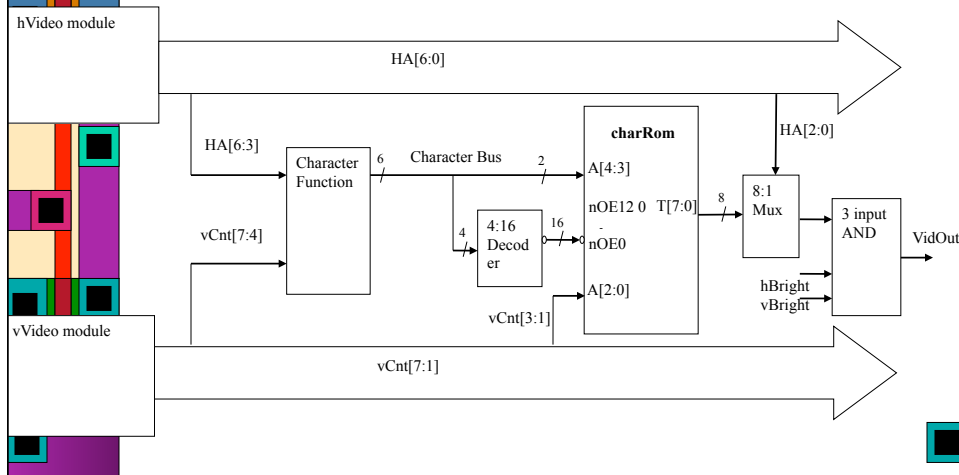 hVideo module
HA[6:0]
HA[6:3]
Character
Function
6
Character Bus
2
charRom
A[4:3]
nOE12 0
-
nOE0
T[7:0]
A[2:0]
4
4:16
Decod
er
16
8
HA[2:0]
8:1
Mux
3 input
AND
VidOut
hBright
vBright
vCnt[7:4]
vCnt[3:1]
vVideo module
vCnt[7:1]